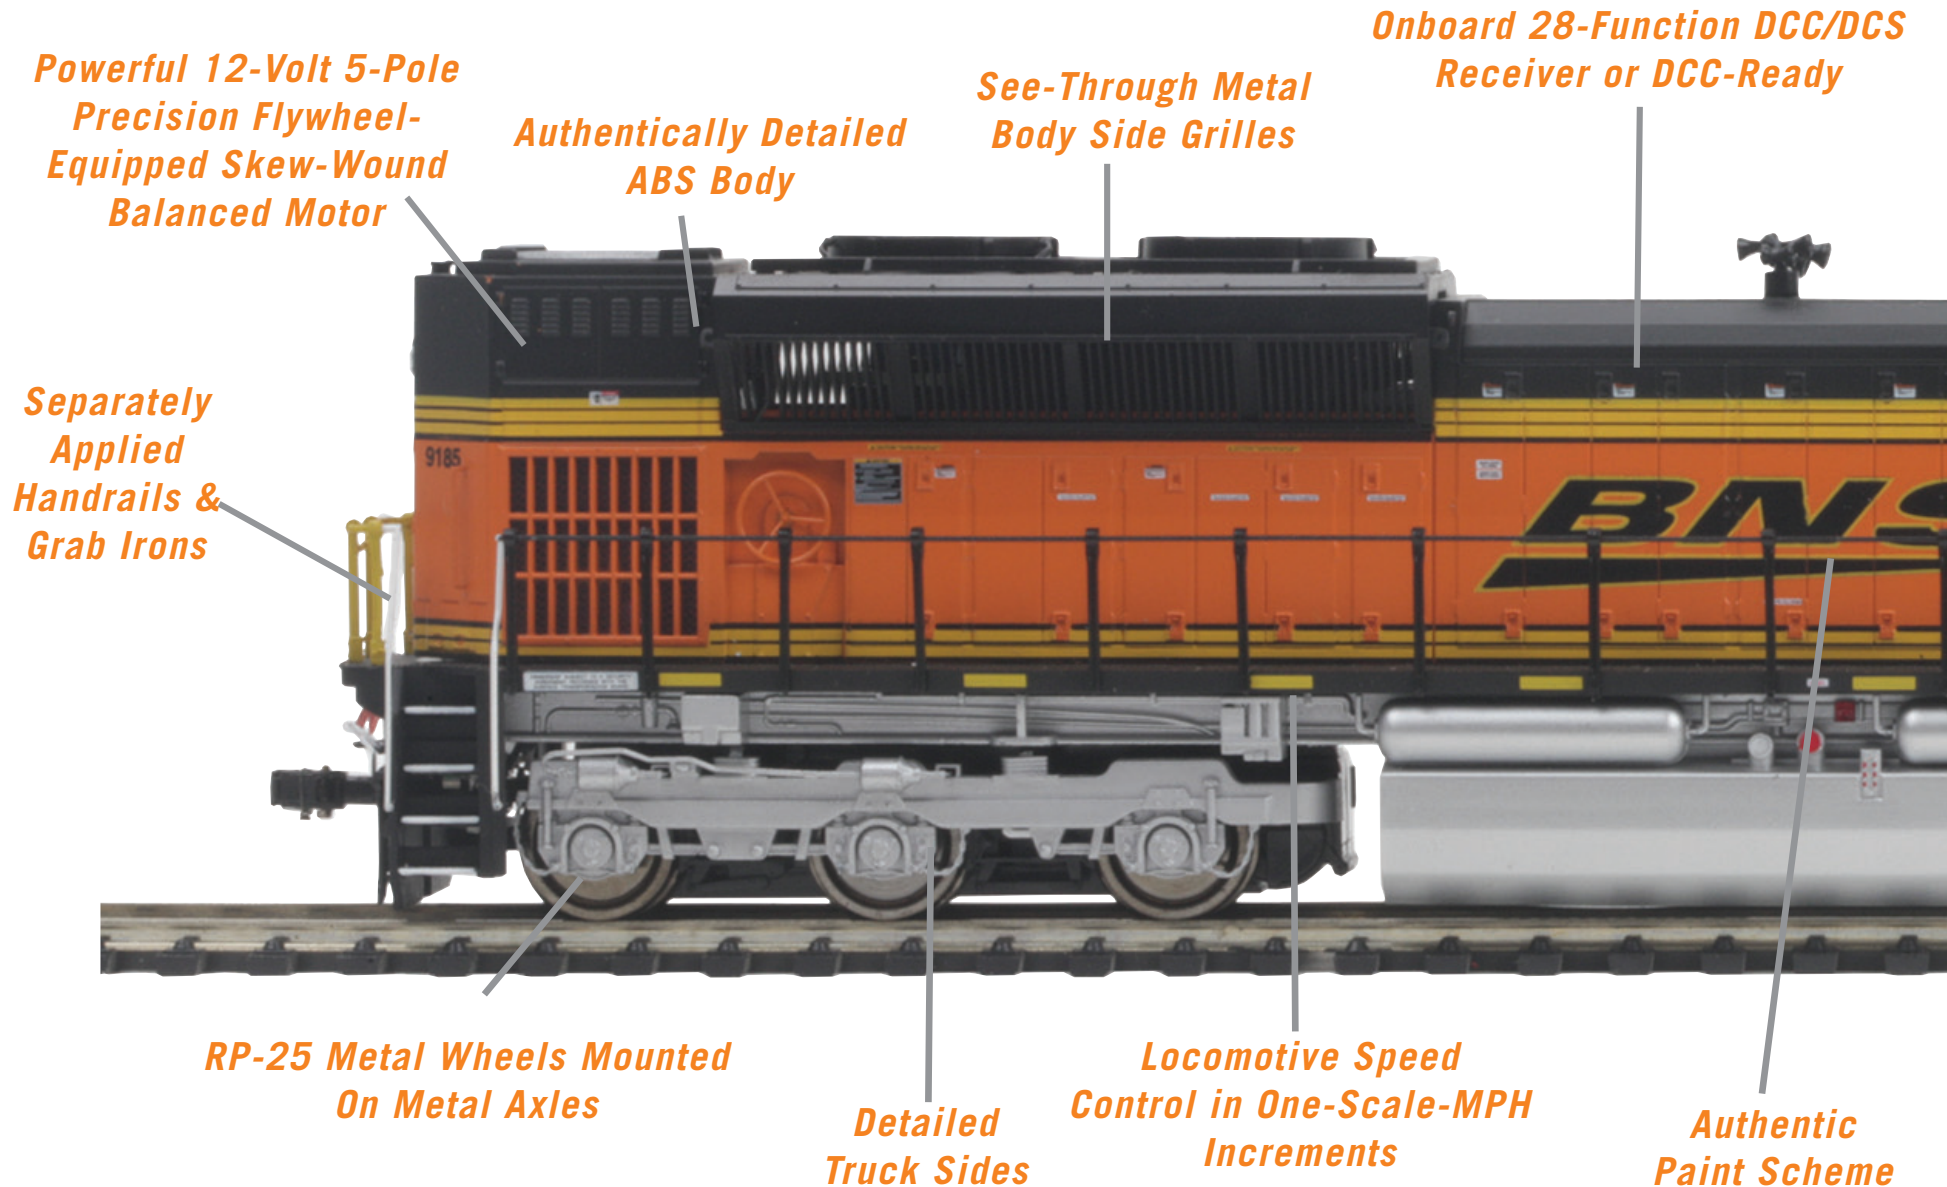 Onboard 28-Function DCC/DCS
Receiver or DCC-Ready
Powerful 12-Volt 5-Pole
Precision Flywheel-
Equipped Skew-Wound
Balanced Motor
See-Through Metal
Body Side Grilles
Authentically Detailed
ABS Body
Separately
Applied
Handrails &
Grab Irons
9185
BNS
RP-25 Metal Wheels Mounted
On Metal Axles
Detailed
Truck Sides
Locomotive Speed
Control in One-Scale-MPH
Increments
Authentic
Paint Scheme